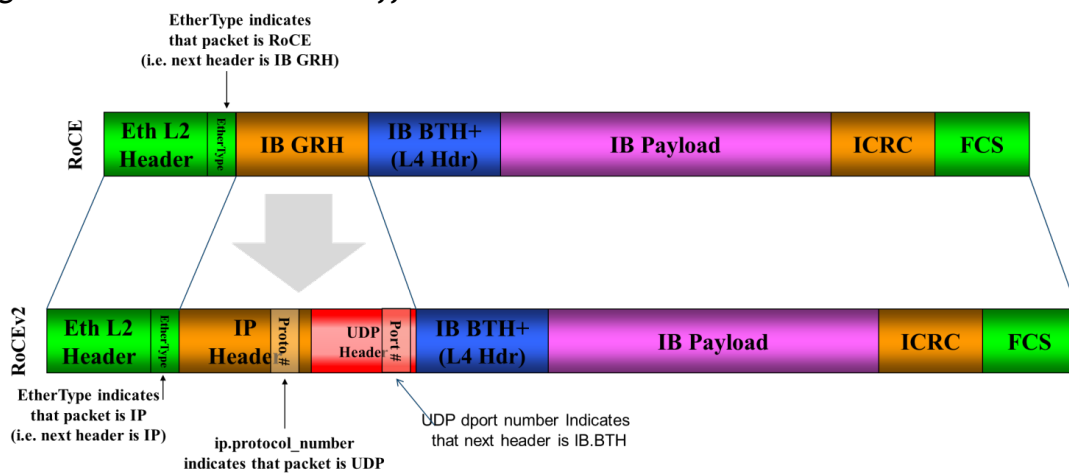 EtherType indicates
that packet is RoCE
(i.e. next header is IB GRH)
RoCE
Eth L2
Header
EtherType
IB GRH
IB BTH+
(L4 Hdr)
IB Payload
ICRC
FCS
RoCEv2
Eth L2
Header
EtherType
IP
Header
Proto #
UDP
Header
Port #
IB BTH+
(L4 Hdr)
IB Payload
ICRC
FCS
EtherType indicates
that packet is IP
(i.e. next header is IP)
ip.protocol_number
indicates that packet is UDP
UDP dport number Indicates
that next header is IB.BTH